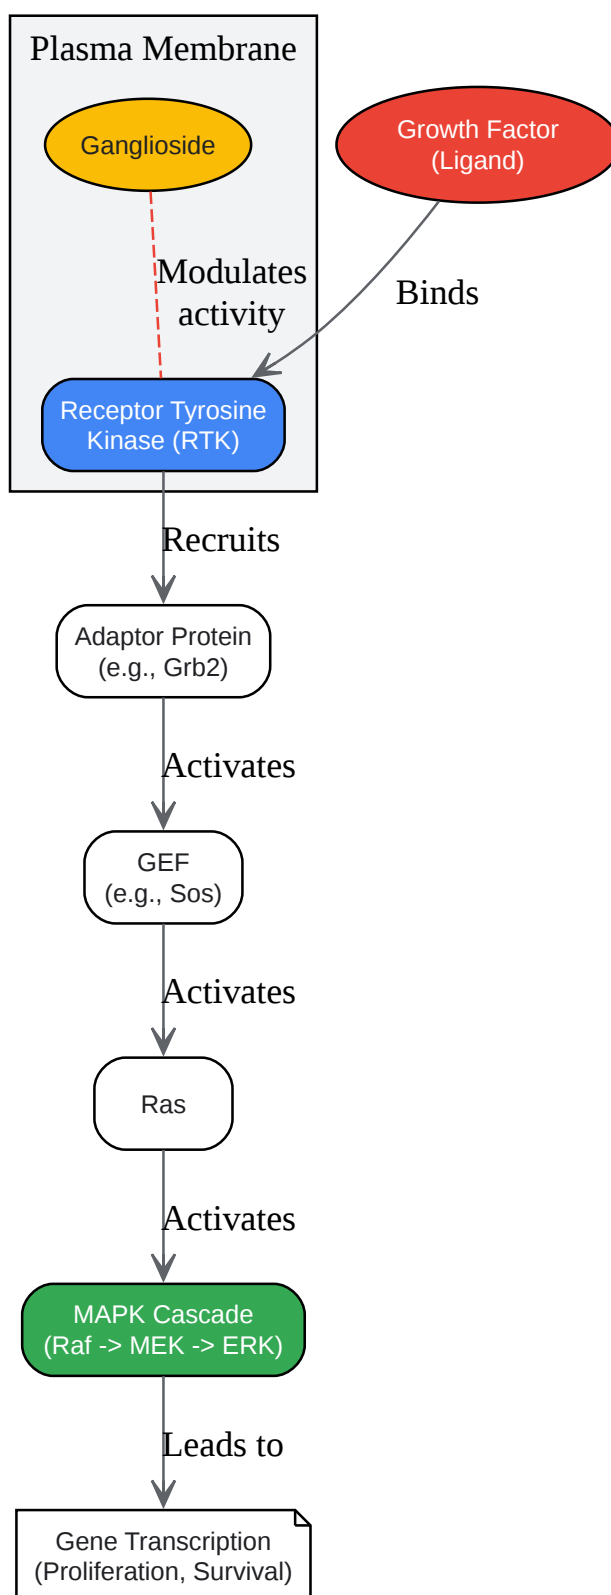 Plasma Membrane
Ganglioside
Growth Factor
(Ligand)
Modulates
activity
Binds
Receptor Tyrosine
Kinase (RTK)
Recruits
Adaptor Protein
(e.g., Grb2)
Activates
GEF
(e.g., Sos)
Activates
Ras
Activates
MAPK Cascade
(Raf -> MEK -> ERK)
Leads to
Gene Transcription
(Proliferation, Survival)